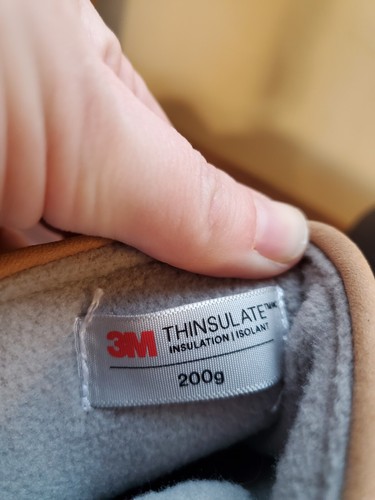 3M THINSULATE™
INSULATION | ISOLANT
200g